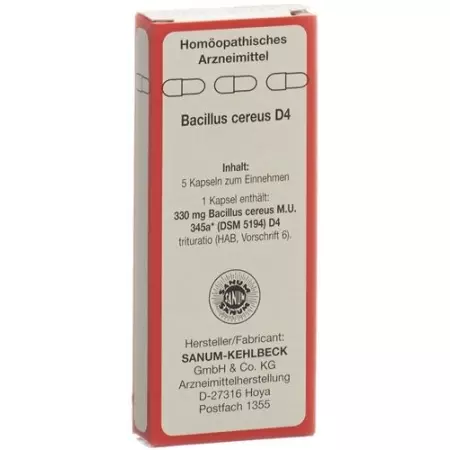 Homöopathisches
Arzneimittel
Bacillus cereus D4
Inhalt:
5 Kapseln zum Einnehmen
1 Kapsel enthält:
330 mg Bacillus cereus M.U.
345a* (DSM 5194) D4
trituratio (HAB, Vorschrift 6).
SANUM
SANUM
SANUM
Hersteller/Fabricant:
SANUM-KEHLBECK
GmbH & Co. KG
Arzneimittelherstellung
D-27316 Hoya
Postfach 1355